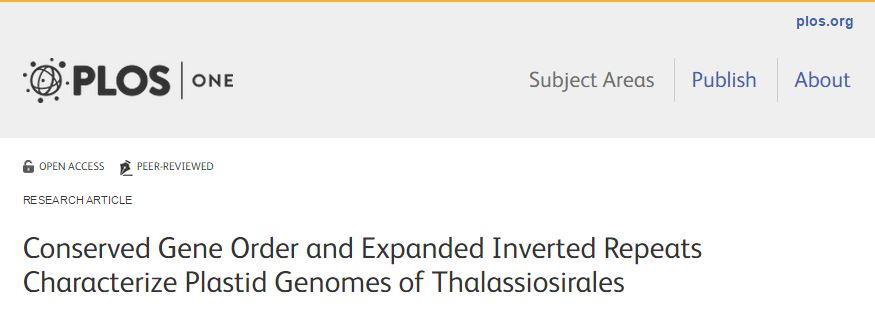 plos.org
PLOS ONE
Subject Areas Publish About
OPEN ACCESS PEER-REVIEWED
RESEARCH ARTICLE
Conserved Gene Order and Expanded Inverted Repeats
Characterize Plastid Genomes of Thalassiosirales